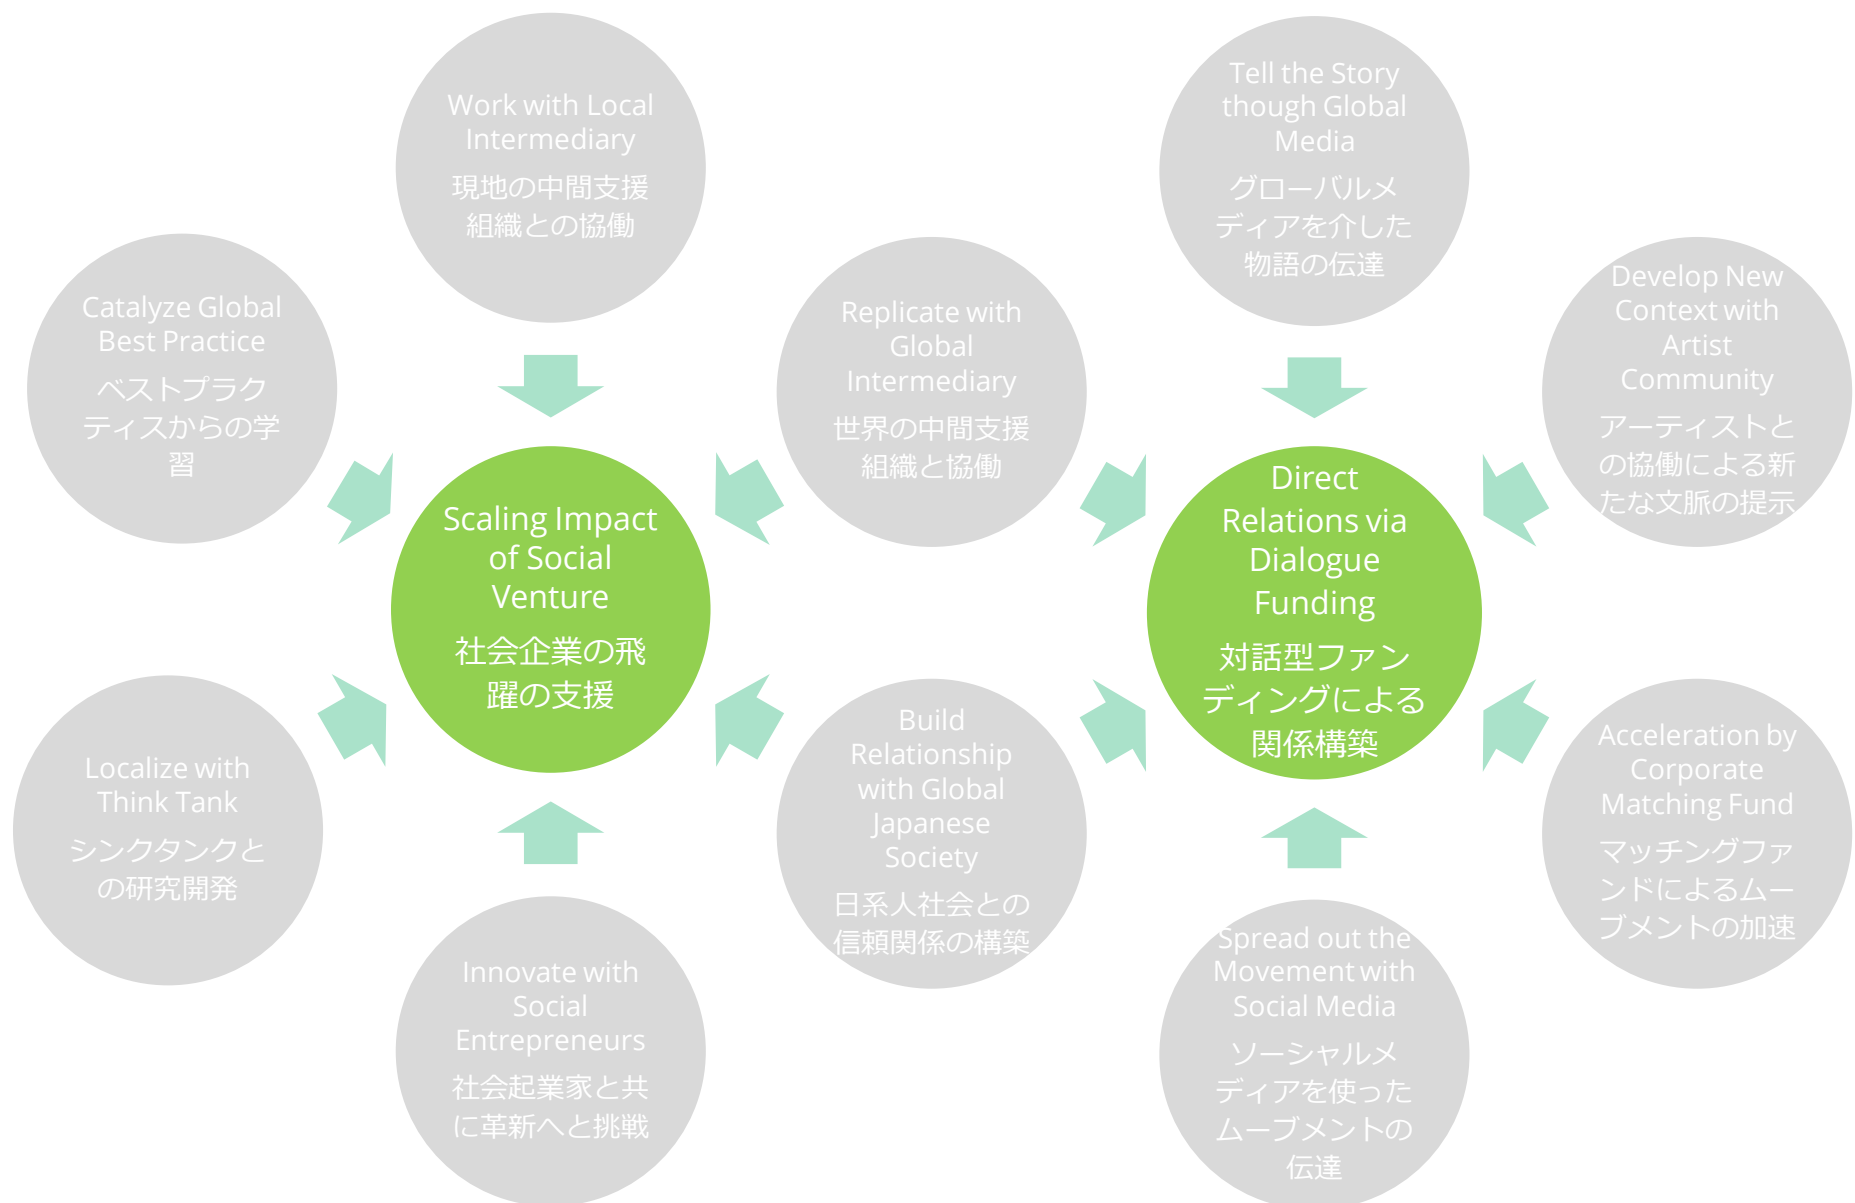 Work with Local
Intermediary
現地の中間支援
組織との協働
Tell the Story
though Global
Media
グローバルメ
ディアを介した
物語の伝達
Catalyze Global
Best Practice
ベストプラク
ティスからの学
習
Replicate with
Global
Intermediary
世界の中間支援
組織と協働
Develop New
Context with
Artist
Community
アーティストと
の協働による新
たな文脈の提示
Scaling Impact
of Social
Venture
社会企業の飛
躍の支援
Direct
Relations via
Dialogue
Funding
対話型ファン
ディングによる
関係構築
Localize with
Think Tank
シンクタンクと
の研究開発
Build
Relationship
with Global
Japanese
Society
日系人社会との
信頼関係の構築
Acceleration by
Corporate
Matching Fund
マッチングファ
ンドによるムー
ブメントの加速
Innovate with
Social
Entrepreneurs
社会起業家と共
に革新へと挑戦
Spread out the
Movement with
Social Media
ソーシャルメ
ディアを使った
ムーブメントの
伝達